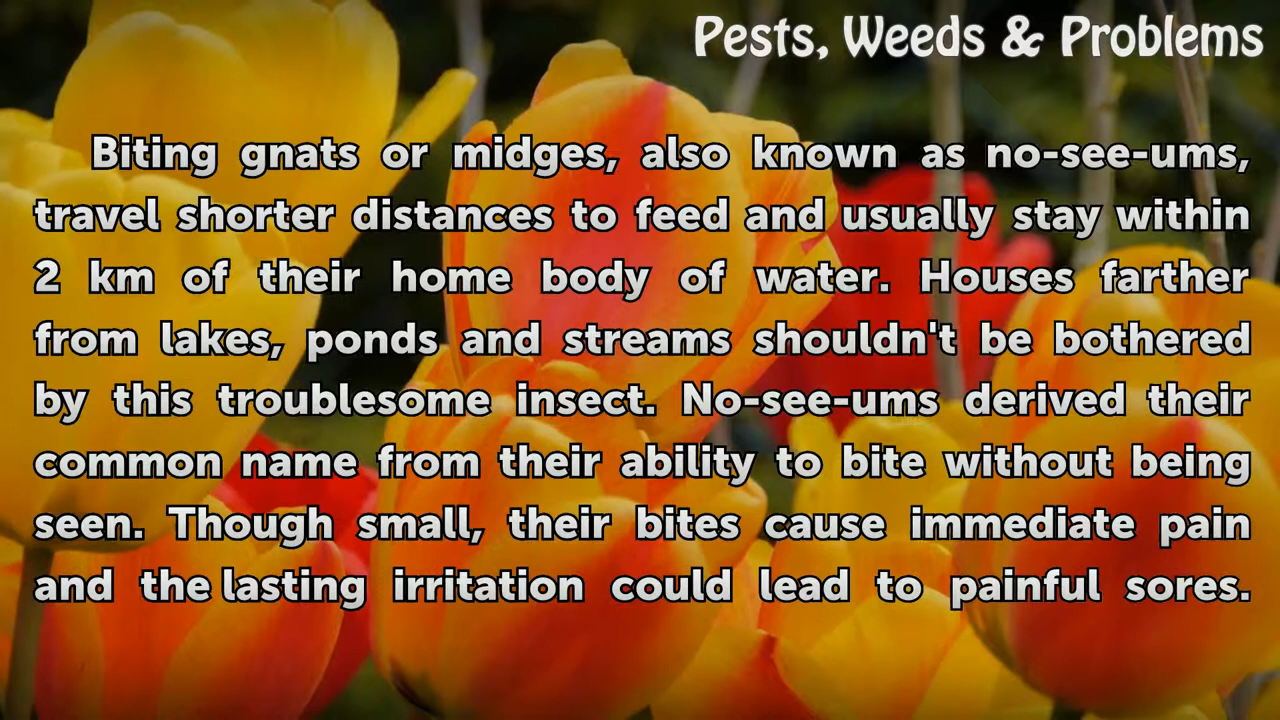 Pests, Weeds & Problems
Biting gnats or midges, also known as no-see-ums,
travel shorter distances to feed and usually stay within
2 km of their home body of water. Houses farther
from lakes, ponds and streams shouldn't be bothered
by this troublesome insect. No-see-ums derived their
common name from their ability to bite without being
seen. Though small, their bites cause immediate pain
and the lasting irritation could lead to painful sores.